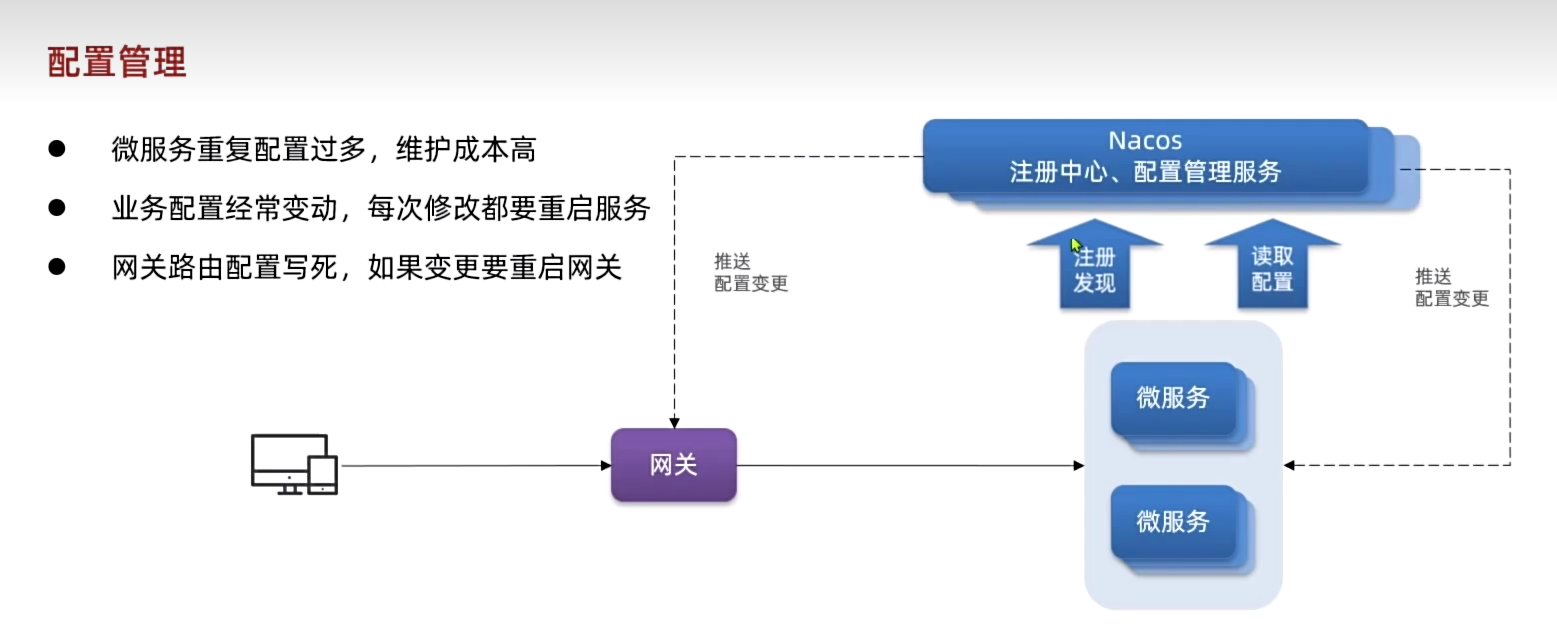 配置管理
微服务重复配置过多，维护成本高
业务配置经常变动，每次修改都要重启服务
网关路由配置写死，如果变更要重启网关
Nacos
注册中心、配置管理服务
推送
配置变更
注册
发现
读取
配置
推送
配置变更
微服务
网关
微服务